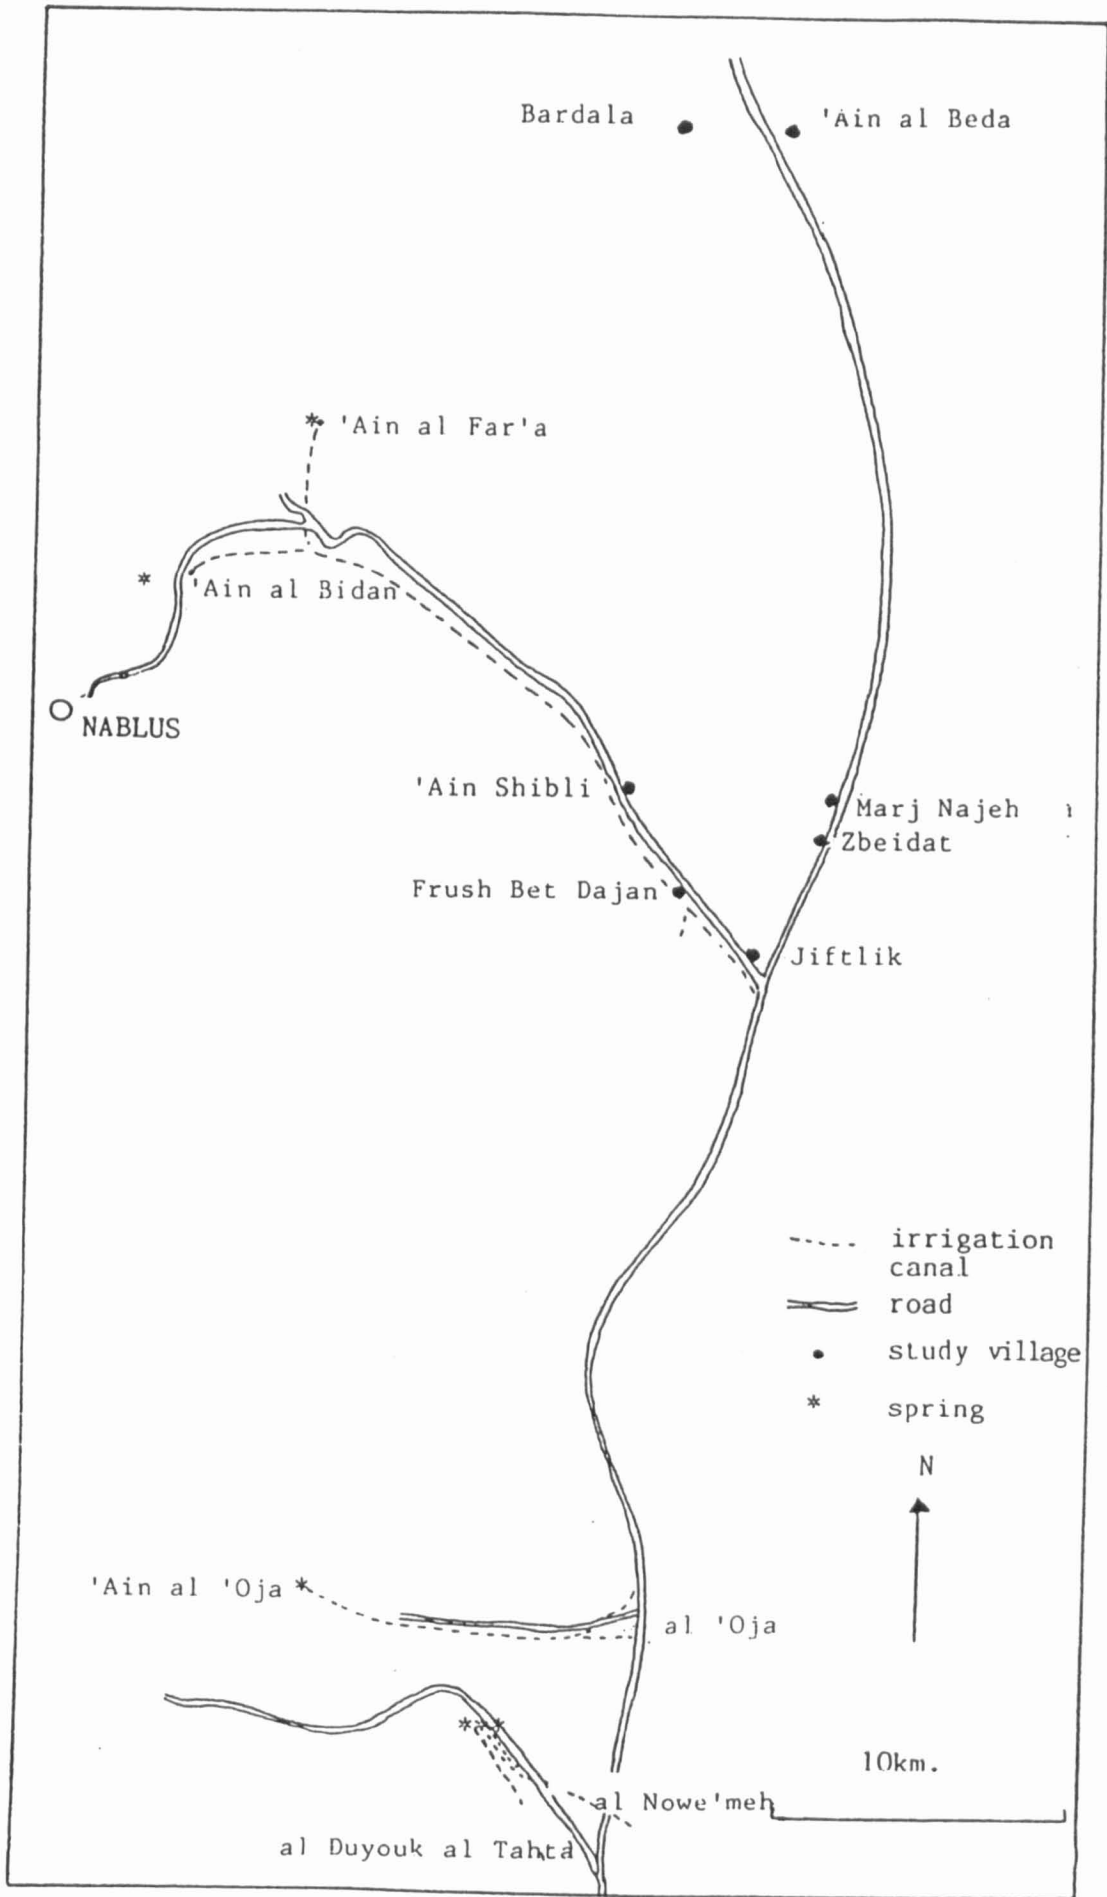 Bardala
'Ain al Beda
'Ain al Far'a
'Ain al Bidan
NABLUS
'Ain Shibli
Marj Najeh
Zbeidat
Frush Bet Dajan
Jiftlik
irrigation
canal
road
study village
spring
N
'Ain al 'Oja
al 'Oja
10km.
al Nowe'meh
al Duyouk al Tahta